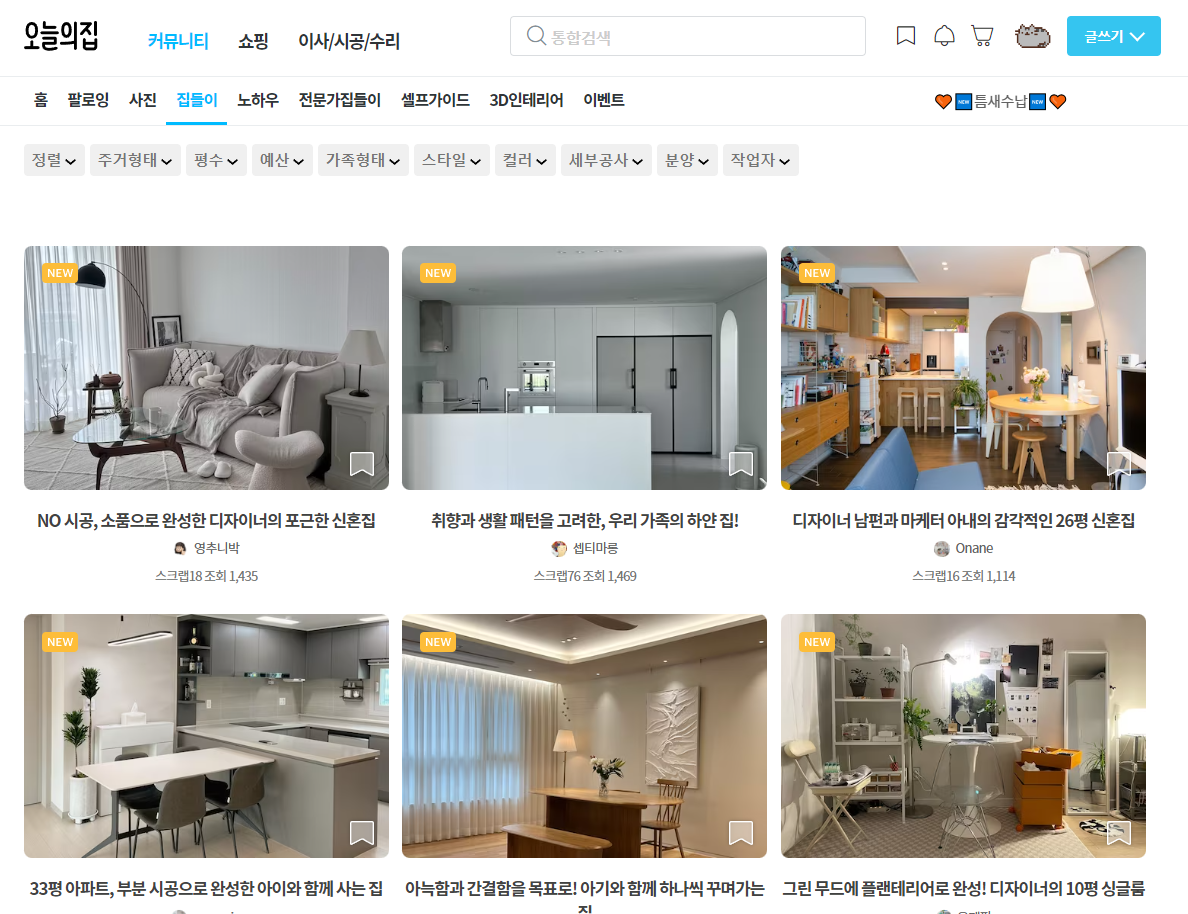 오늘의집 커뮤니티 쇼핑 이사/시공/수리 통합검색 글쓰기
홈 팔로잉 사진 집들이 노하우 전문가집들이 셀프가이드 3D인테리어 이벤트 NEW 틈새수납 NEW
정렬 주거형태 평수 예산 가족형태 스타일 컬러 세부공사 분양 작업자
NEW NEW NEW
NO 시공, 소품으로 완성한 디자이너의 포근한 신혼집
영추니박
스크랩18 조회 1,435
취향과 생활 패턴을 고려한, 우리 가족의 하얀 집!
셉티마릉
스크랩76 조회 1,469
디자이너 남편과 마케터 아내의 감각적인 26평 신혼집
Onane
스크랩16 조회 1,114
NEW NEW NEW
33평 아파트, 부분 시공으로 완성한 아이와 함께 사는 집
아늑함과 간결함을 목표로! 아기와 함께 하나씩 꾸며가는
집
그린 무드에 플랜테리어로 완성! 디자이너의 10평 싱글룸